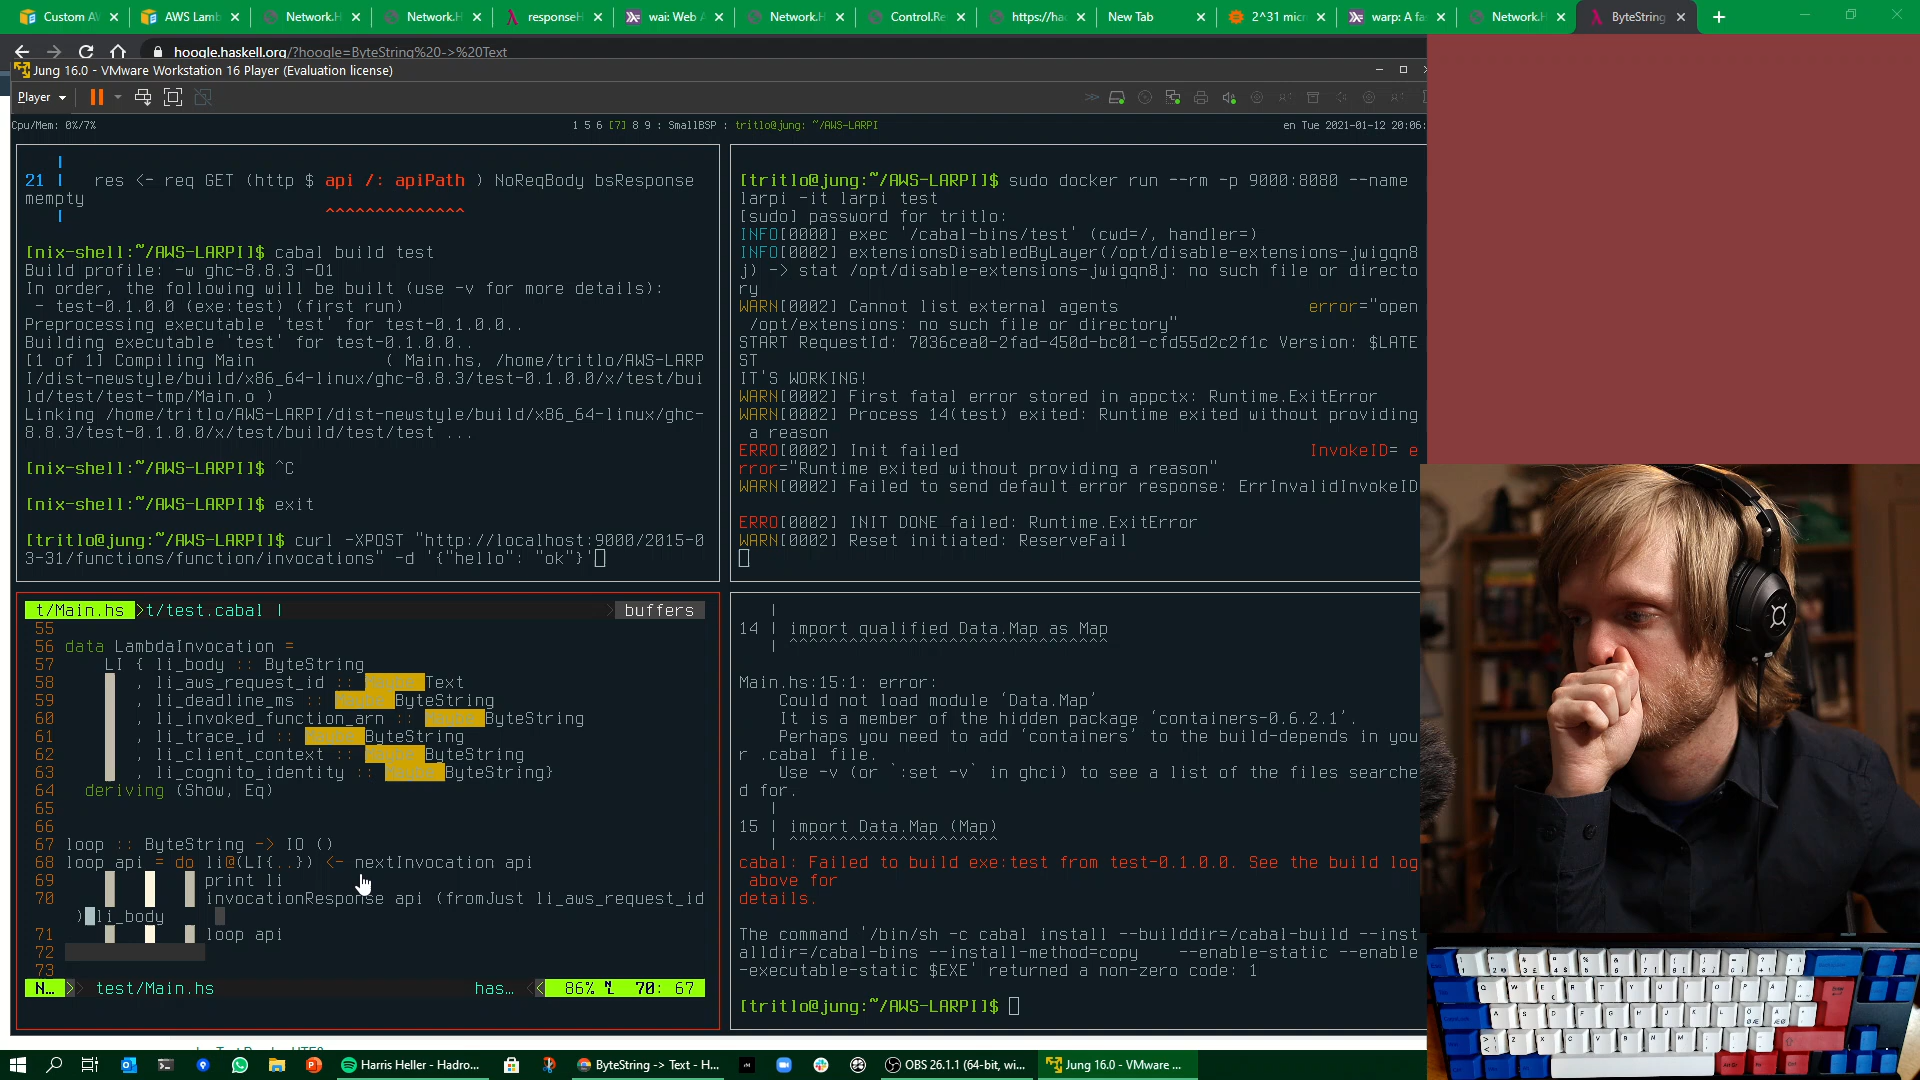 Custom AV
AWS Lamb
Network.H
Network.H
responseH
wai: Web A
Network.H
Control.Re
https://hac
New Tab
2^31 micr
warp: A fa
Network.H
ByteString
hoogle.haskell.org/?hoogle=ByteString%20->%20Text
Jung 16.0 - VMware Workstation 16 Player (Evaluation license)
Player
Cpu/Mem: 0%/7%
1 5 6 [7] 8 9 : SmallBSP : tritlo@jung: ~/AWS-LARPI
en Tue 2021-01-12 20:06:
21 | res <- req GET (http $ api /: apiPath ) NoReqBody bsResponse
mempty
| ^^^^^^^^^^^^^^
[nix-shell:~/AWS-LARPI]$ cabal build test
Build profile: -w ghc-8.8.3 -O1
In order, the following will be built (use -v for more details):
- test-0.1.0.0 (exe:test) (first run)
Preprocessing executable 'test' for test-0.1.0.0..
Building executable 'test' for test-0.1.0.0..
[1 of 1] Compiling Main ( Main.hs, /home/tritlo/AWS-LARP
I/dist-newstyle/build/x86_64-linux/ghc-8.8.3/test-0.1.0.0/x/test/bui
ld/test/test-tmp/Main.o )
Linking /home/tritlo/AWS-LARPI/dist-newstyle/build/x86_64-linux/ghc-
8.8.3/test-0.1.0.0/x/test/build/test/test ...
[nix-shell:~/AWS-LARPI]$ ^C
[nix-shell:~/AWS-LARPI]$ exit
[tritlo@jung:~/AWS-LARPI]$ curl -XPOST "http://localhost:9000/2015-0
3-31/functions/function/invocations" -d '{"hello": "ok"}'
[tritlo@jung:~/AWS-LARPI]$ sudo docker run --rm -p 9000:8080 --name
larpi -it larpi test
[sudo] password for tritlo:
INFO[0000] exec '/cabal-bins/test' (cwd=/, handler=)
INFO[0002] extensionsDisabledByLayer(/opt/disable-extensions-jwigqn8
j) -> stat /opt/disable-extensions-jwigqn8j: no such file or directo
ry
WARN[0002] Cannot list external agents error="open
/opt/extensions: no such file or directory"
START RequestId: 7036cea0-2fad-450d-bc01-cfd55d2c2f1c Version: $LATE
ST
IT'S WORKING!
WARN[0002] First fatal error stored in appctx: Runtime.ExitError
WARN[0002] Process 14(test) exited: Runtime exited without providing
a reason
ERRO[0002] Init failed InvokeID= e
rror="Runtime exited without providing a reason"
WARN[0002] Failed to send default error response: ErrInvalidInvokeID
ERRO[0002] INIT DONE failed: Runtime.ExitError
WARN[0002] Reset initiated: ReserveFail
t/Main.hs >t/test.cabal | buffers
55
56 data LambdaInvocation =
57 LI { li_body :: ByteString
58 , li_aws_request_id :: Maybe Text
59 , li_deadline_ms :: Maybe ByteString
60 , li_invoked_function_arn :: Maybe ByteString
61 , li_trace_id :: Maybe ByteString
62 , li_client_context :: Maybe ByteString
63 , li_cognito_identity :: Maybe ByteString}
64 deriving (Show, Eq)
65
66
67 loop :: ByteString -> IO ()
68 loop api = do li@(LI{..}) <- nextInvocation api
69 print li
70 invocationResponse api (fromJust li_aws_request_id
) li_body
71 loop api
72
73
N… > test/Main.hs has… < 86% 70: 67
|
14 | import qualified Data.Map as Map
| ^^^^^^^^^^^^^^^^^^^^^^^^^^^^^^^^
Main.hs:15:1: error:
Could not load module ‘Data.Map’
It is a member of the hidden package ‘containers-0.6.2.1’.
Perhaps you need to add ‘containers’ to the build-depends in you
r .cabal file.
Use -v (or `:set -v` in ghci) to see a list of the files searche
d for.
|
15 | import Data.Map (Map)
| ^^^^^^^^^^^^^^^^^^^^^
cabal: Failed to build exe:test from test-0.1.0.0. See the build log
above for
details.
The command '/bin/sh -c cabal install --builddir=/cabal-build --inst
alldir=/cabal-bins --install-method=copy --enable-static --enable
-executable-static $EXE' returned a non-zero code: 1
[tritlo@jung:~/AWS-LARPI]$
Harris Heller - Hadro...
ByteString -> Text - H...
OBS 26.1.1 (64-bit, wi...
Jung 16.0 - VMware ...